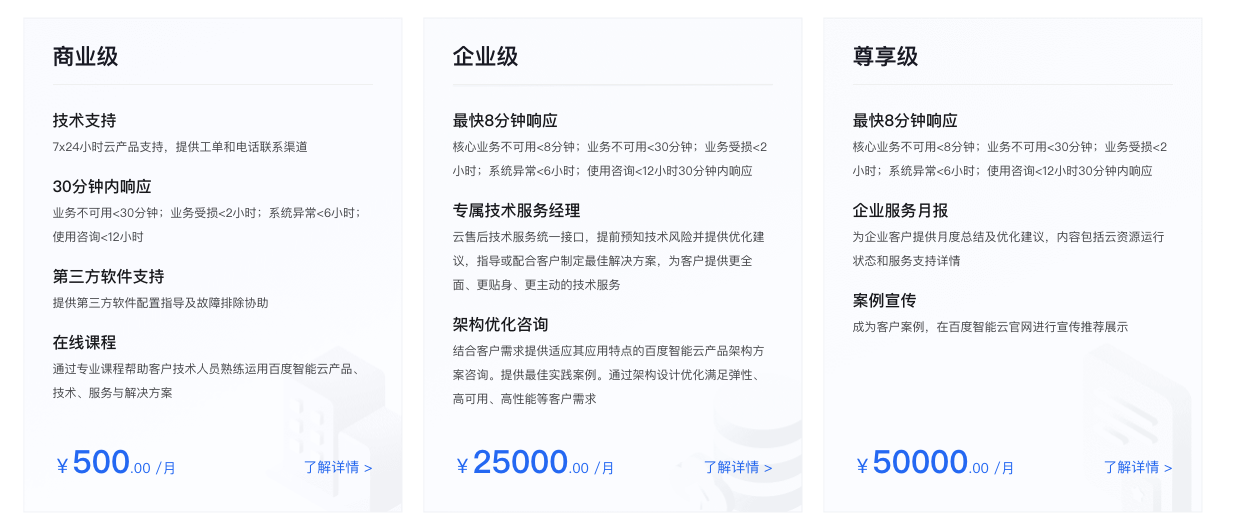 商业级
技术支持
7x24小时云产品支持，提供工单和电话联系渠道
30分钟内响应
业务不可用<30分钟；业务受损<2小时；系统异常<6小时；
使用咨询<12小时
第三方软件支持
提供第三方软件配置指导及故障排除协助
在线课程
通过专业课程帮助客户技术人员熟练运用百度智能云产品、
技术、服务与解决方案
￥500.00 /月
了解详情 >
企业级
最快8分钟响应
核心业务不可用<8分钟；业务不可用<30分钟；业务受损<2
小时；系统异常<6小时；使用咨询<12小时30分钟内响应
专属技术服务经理
云售后技术服务统一接口，提前预知技术风险并提供优化建
议，指导或配合客户制定最佳解决方案，为客户提供更全
面、更贴身、更主动的技术服务
架构优化咨询
结合客户需求提供适应其应用特点的百度智能云产品架构方
案咨询。提供最佳实践案例。通过架构设计优化满足弹性、
高可用、高性能等客户需求
￥25000.00 /月
了解详情 >
尊享级
最快8分钟响应
核心业务不可用<8分钟；业务不可用<30分钟；业务受损<2
小时；系统异常<6小时；使用咨询<12小时30分钟内响应
企业服务月报
为企业客户提供月度总结及优化建议，内容包括云资源运行
状态和服务支持详情
案例宣传
成为客户案例，在百度智能云官网进行宣传推荐展示
￥50000.00 /月
了解详情 >